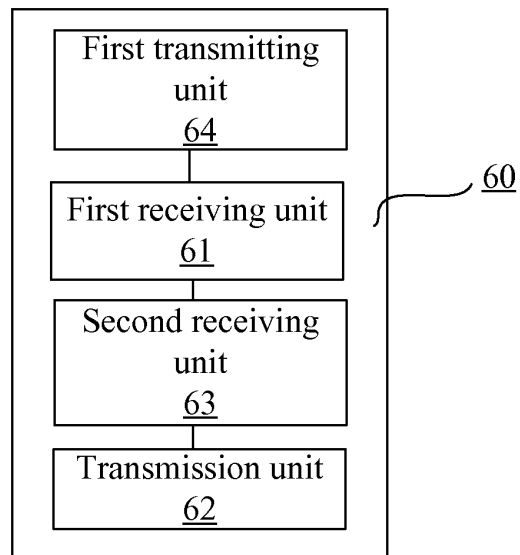 First transmitting
unit
64
60
First receiving unit
61
Second receiving
unit
63
Transmission unit
62